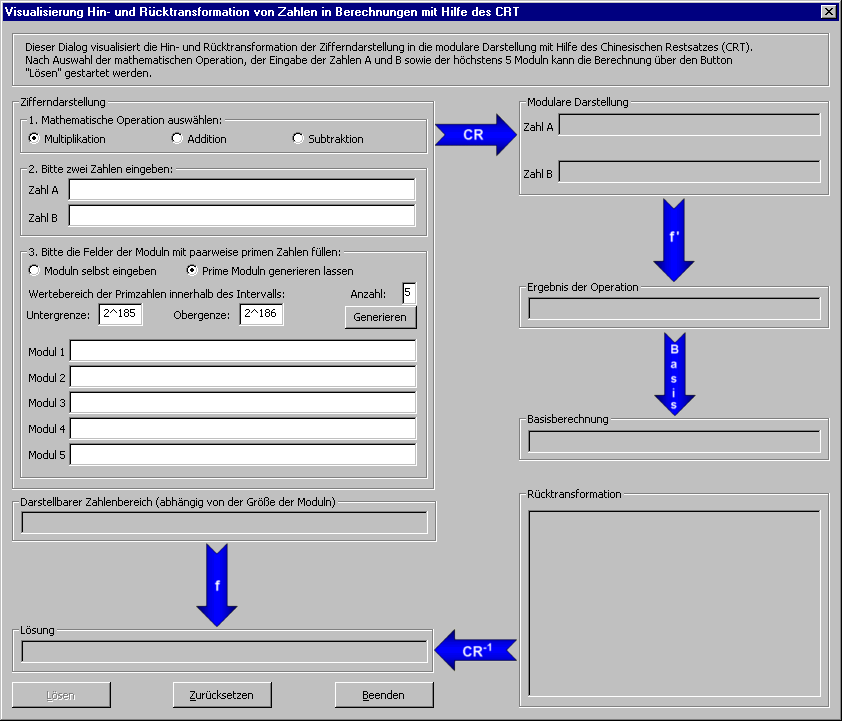 Visualisierung Hin- und Rücktransformation von Zahlen in Berechnungen mit Hilfe des CRT
Dieser Dialog visualisiert die Hin- und Rücktransformation der Zifferndarstellung in die modulare Darstellung mit Hilfe des Chinesischen Restsatzes (CRT).
Nach Auswahl der mathematischen Operation, der Eingabe der Zahlen A und B sowie der höchstens 5 Moduln kann die Berechnung über den Button
"Lösen" gestartet werden.
Zifferndarstellung
1. Mathematische Operation auswählen:
Multiplikation Addition Subtraktion
2. Bitte zwei Zahlen eingeben:
Zahl A
Zahl B
3. Bitte die Felder der Moduln mit paarweise primen Zahlen füllen:
Moduln selbst eingeben Prime Moduln generieren lassen
Wertebereich der Primzahlen innerhalb des Intervalls: Anzahl: 5
Untergrenze: 2^185 Obergenze: 2^186 Generieren
Modul 1
Modul 2
Modul 3
Modul 4
Modul 5
Darstellbarer Zahlenbereich (abhängig von der Größe der Moduln)
f
Lösung
Lösen Zurücksetzen Beenden
CR
Modulare Darstellung
Zahl A
Zahl B
f'
Ergebnis der Operation
Basis
Basisberechnung
Rücktransformation
CR⁻¹